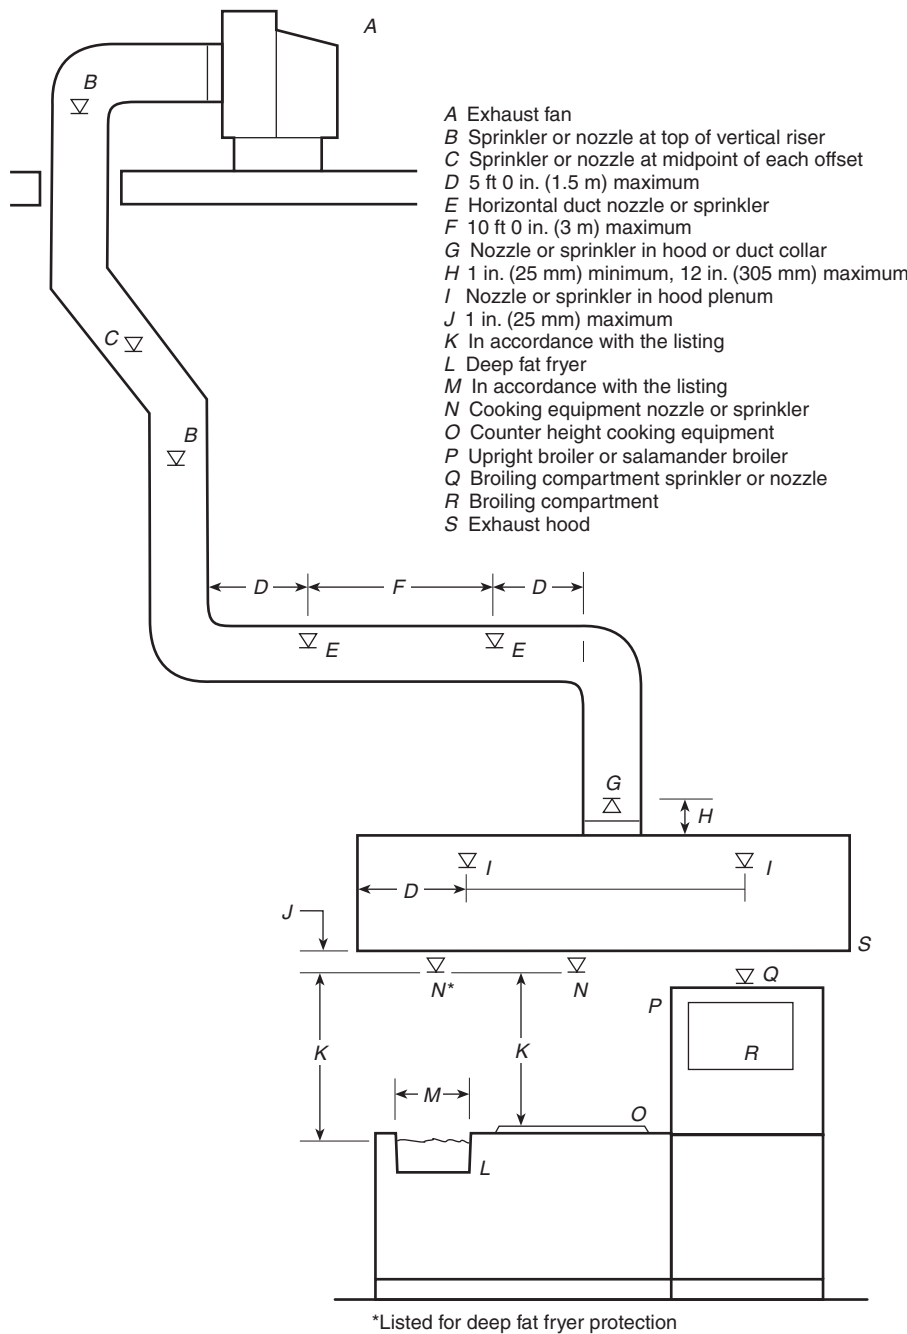 A
B
A Exhaust fan
B Sprinkler or nozzle at top of vertical riser
C Sprinkler or nozzle at midpoint of each offset
D 5 ft 0 in. (1.5 m) maximum
E Horizontal duct nozzle or sprinkler
F 10 ft 0 in. (3 m) maximum
G Nozzle or sprinkler in hood or duct collar
H 1 in. (25 mm) minimum, 12 in. (305 mm) maximum
I Nozzle or sprinkler in hood plenum
J 1 in. (25 mm) maximum
K In accordance with the listing
L Deep fat fryer
M In accordance with the listing
N Cooking equipment nozzle or sprinkler
O Counter height cooking equipment
P Upright broiler or salamander broiler
Q Broiling compartment sprinkler or nozzle
R Broiling compartment
S Exhaust hood
C
B
D F D
E E
G
H
I I
D
J
S
N* N Q
P
K K R
M
O
L
*Listed for deep fat fryer protection